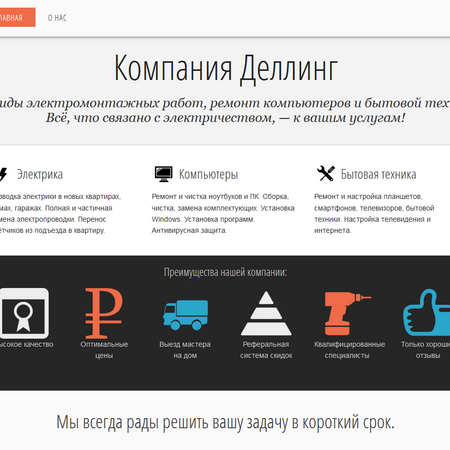 ЛАВНАЯ О НАС
Компания Деллинг
иды электромонтажных работ, ремонт компьютеров и бытовой тех
Всё, что связано с электричеством, — к вашим услугам!
Электрика
Компьютеры
Бытовая техника
зводка электрики в новых квартирах,
мах, гаражах. Полная и частичная
мена электропроводки. Перенос
ётчиков из подъезда в квартиру.
Ремонт и чистка ноутбуков и ПК. Сборка,
чистка, замена комплектующих. Установка
Windows. Установка программ.
Антивирусная защита.
Ремонт и настройка планшетов,
смартфонов, телевизоров, бытовой
техники. Настройка телевидения и
интернета.
Преимущества нашей компании:
ысокое качество
Оптимальные
цены
Выезд мастера
на дом
Реферальная
система скидок
Квалифицированные
специалисты
Только хороши
отзывы
Мы всегда рады решить вашу задачу в короткий срок.